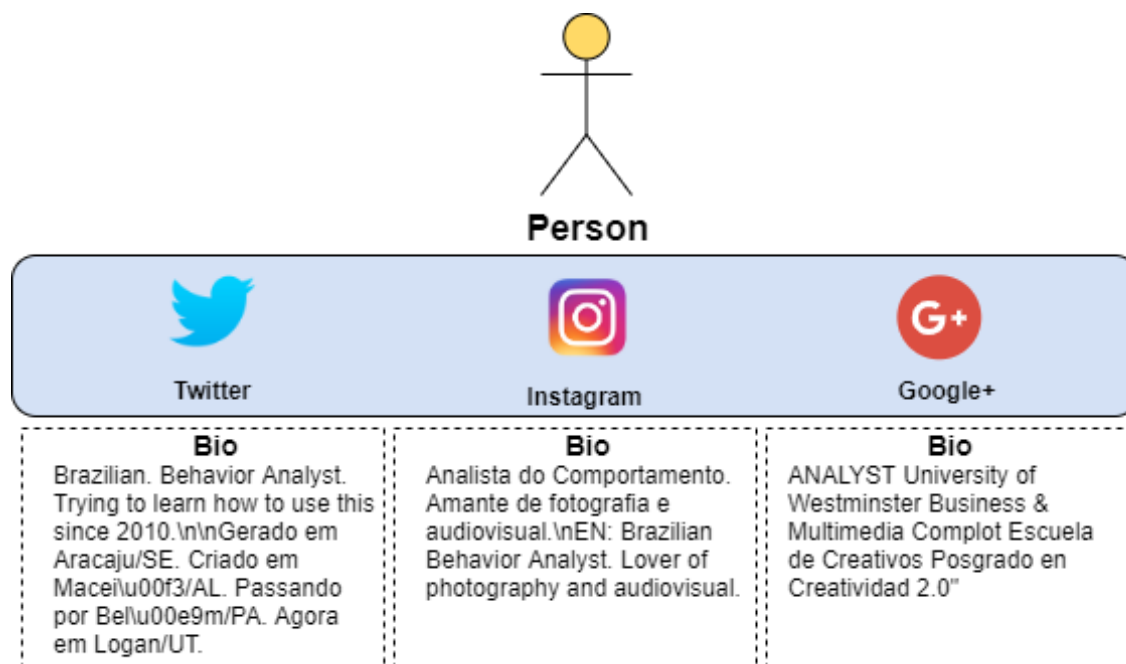 Person
G+
Twitter
Instagram
Google+
Bio
Brazilian. Behavior Analyst.
Trying to learn how to use this
since 2010.\n\nGerado em
Aracaju/SE. Criado em
Macei\u00f3/AL. Passando
por Bel\u00e9m/PA. Agora
em Logan/UT.
Bio
Analista do Comportamento.
Amante de fotografia e
audiovisual.\nEN: Brazilian
Behavior Analyst. Lover of
photography and audiovisual.
Bio
ANALYST University of
Westminster Business &
Multimedia Complot Escuela
de Creativos Posgrado en
Creatividad 2.0"